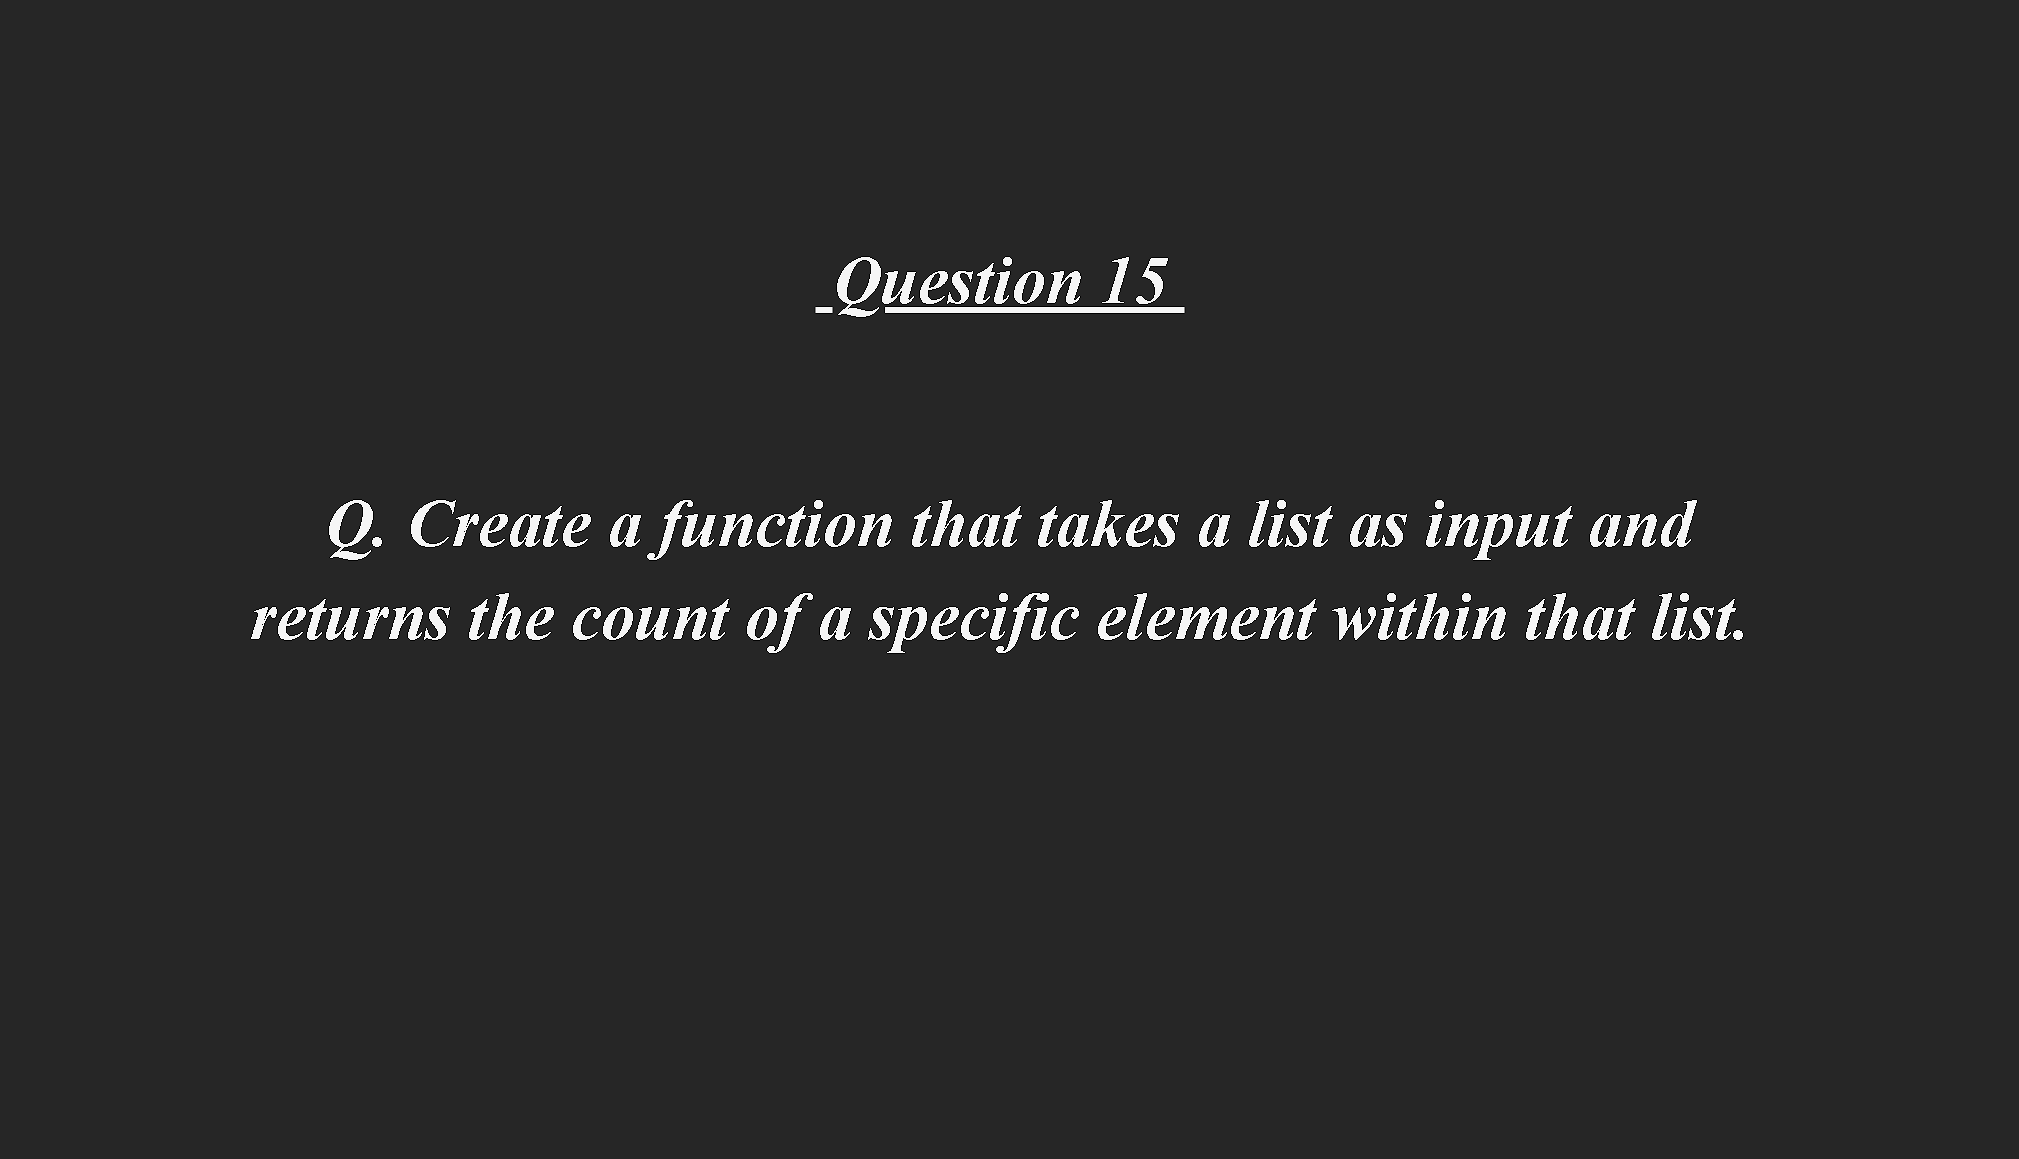 Question 15
Q. Create a function that takes a list as input and
returns the count of a specific element within that list.